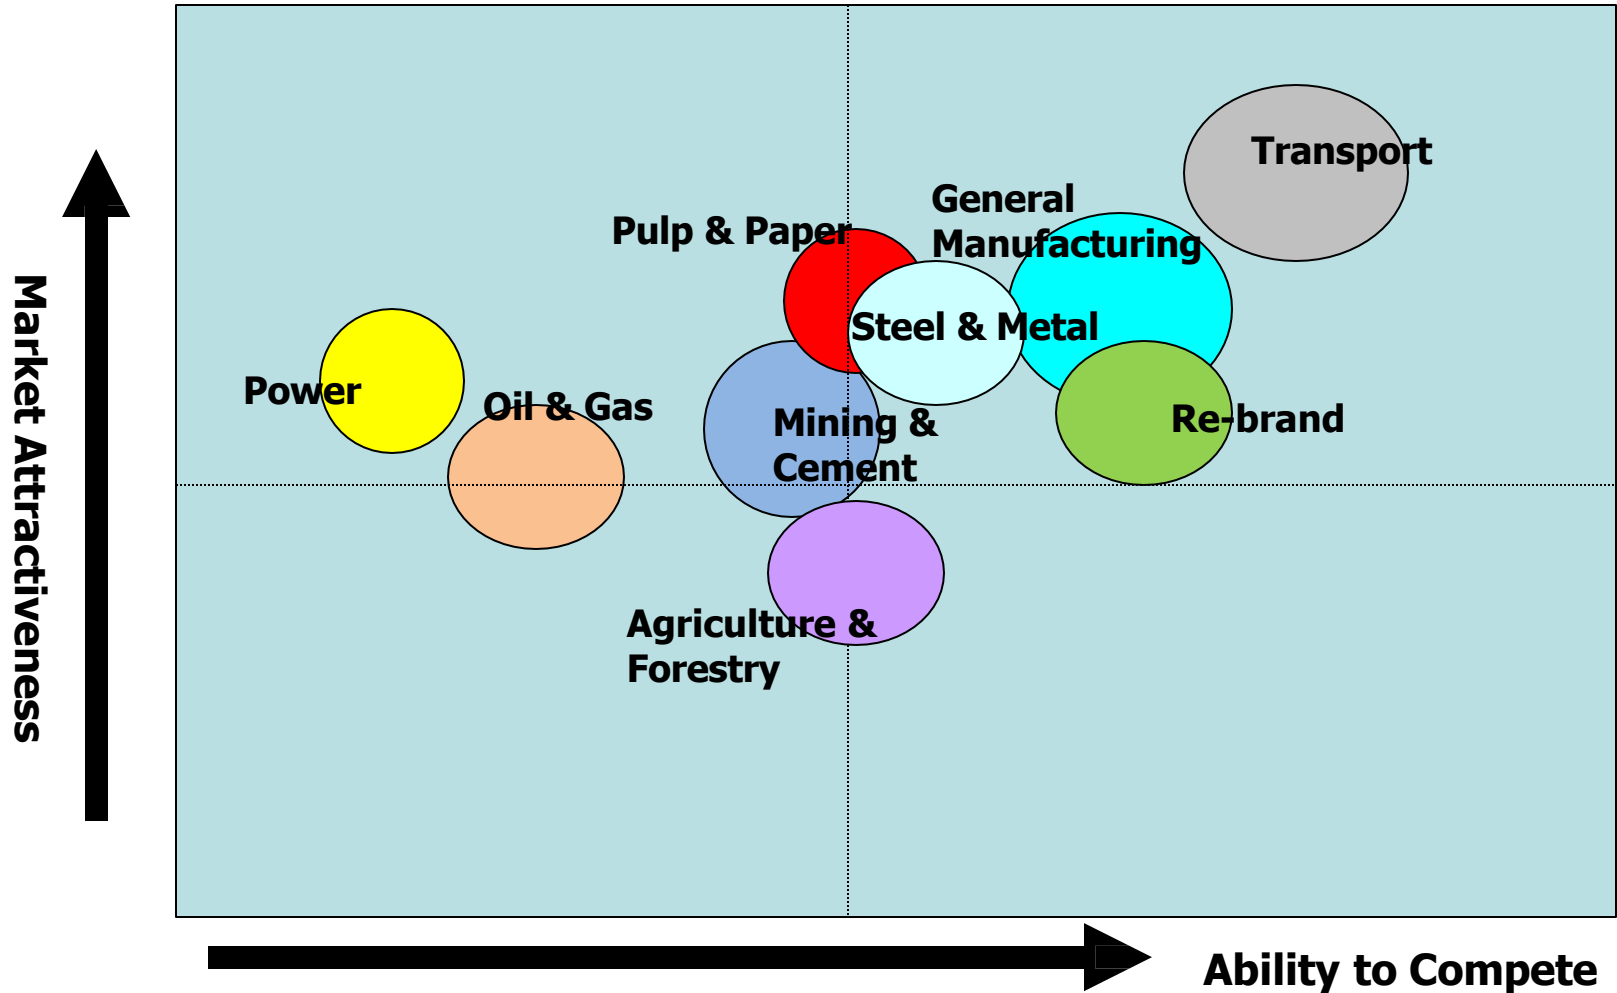 Transport
General
Manufacturing
Pulp & Paper
Steel & Metal
Power
Oil & Gas
Mining &
Cement
Re-brand
Agriculture &
Forestry
Market Attractiveness
Ability to Compete